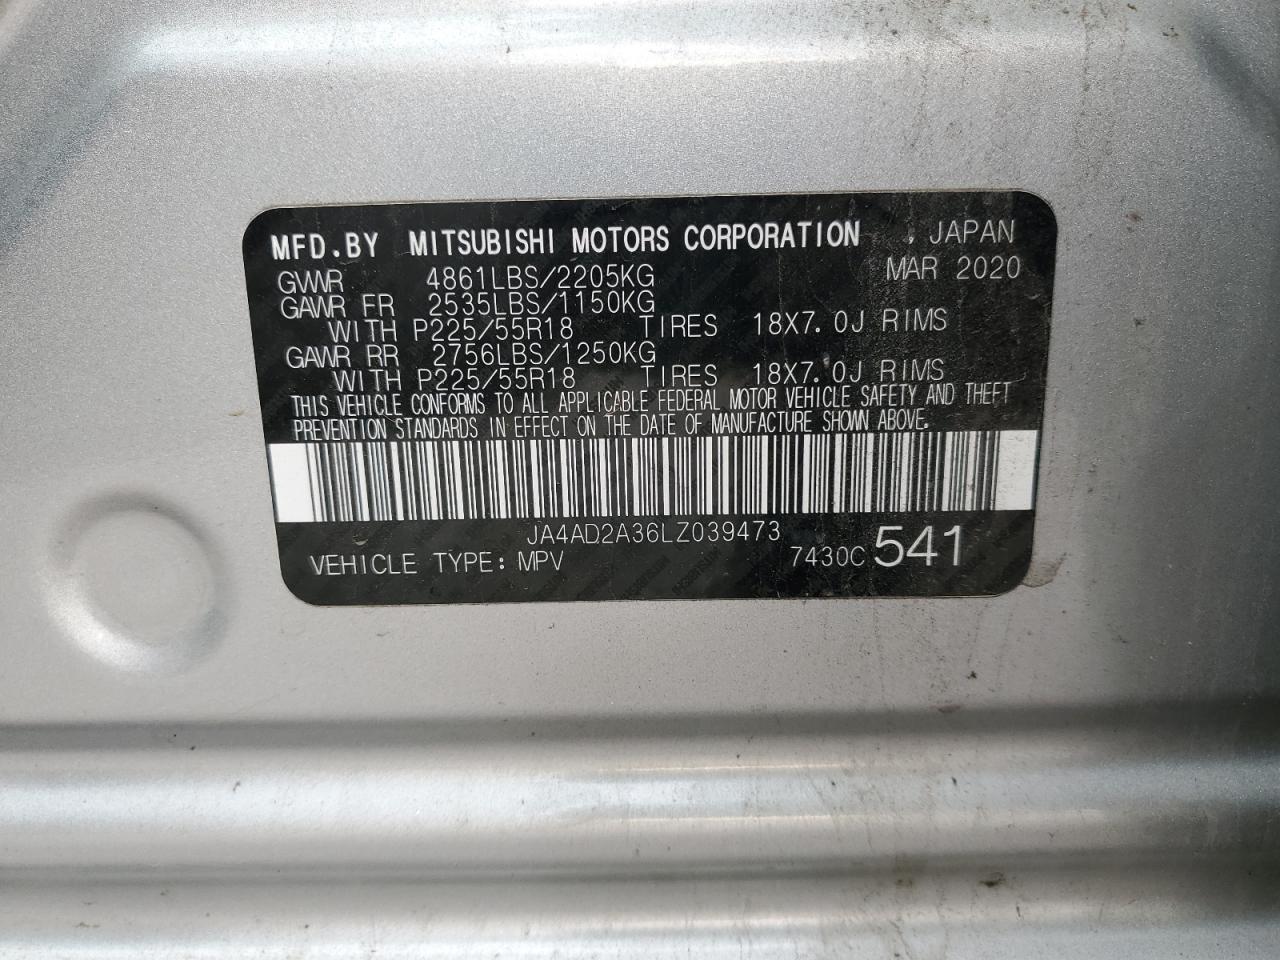 MFD.BY MITSUBISHI MOTORS CORPORATION , JAPAN
GVWR 4861LBS/2205KG MAR 2020
GAWR FR 2535LBS/1150KG
WITH P225/55R18 TIRES 18X7.0J RIMS
GAWR RR 2756LBS/1250KG
WITH P225/55R18 TIRES 18X7.0J RIMS
THIS VEHICLE CONFORMS TO ALL APPLICABLE FEDERAL MOTOR VEHICLE SAFETY AND THEFT
PREVENTION STANDARDS IN EFFECT ON THE DATE OF MANUFACTURE SHOWN ABOVE.
JA4AD2A36LZ039473
VEHICLE TYPE: MPV 7430C 541